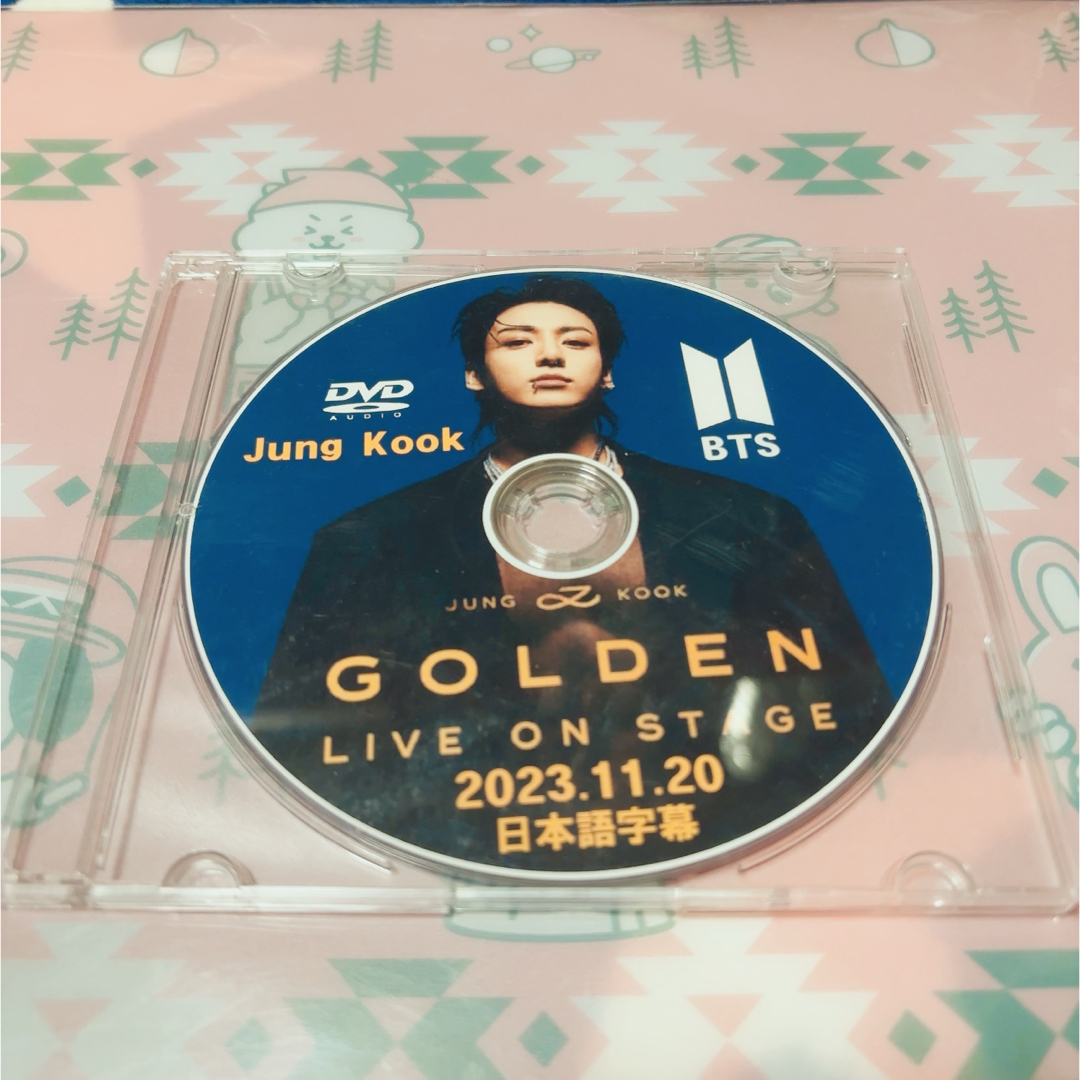 DVD
AUDIO
Jung Kook
BTS
JUNG KOOK
GOLDEN
LIVE ON STAGE
2023.11.20
日本語字幕